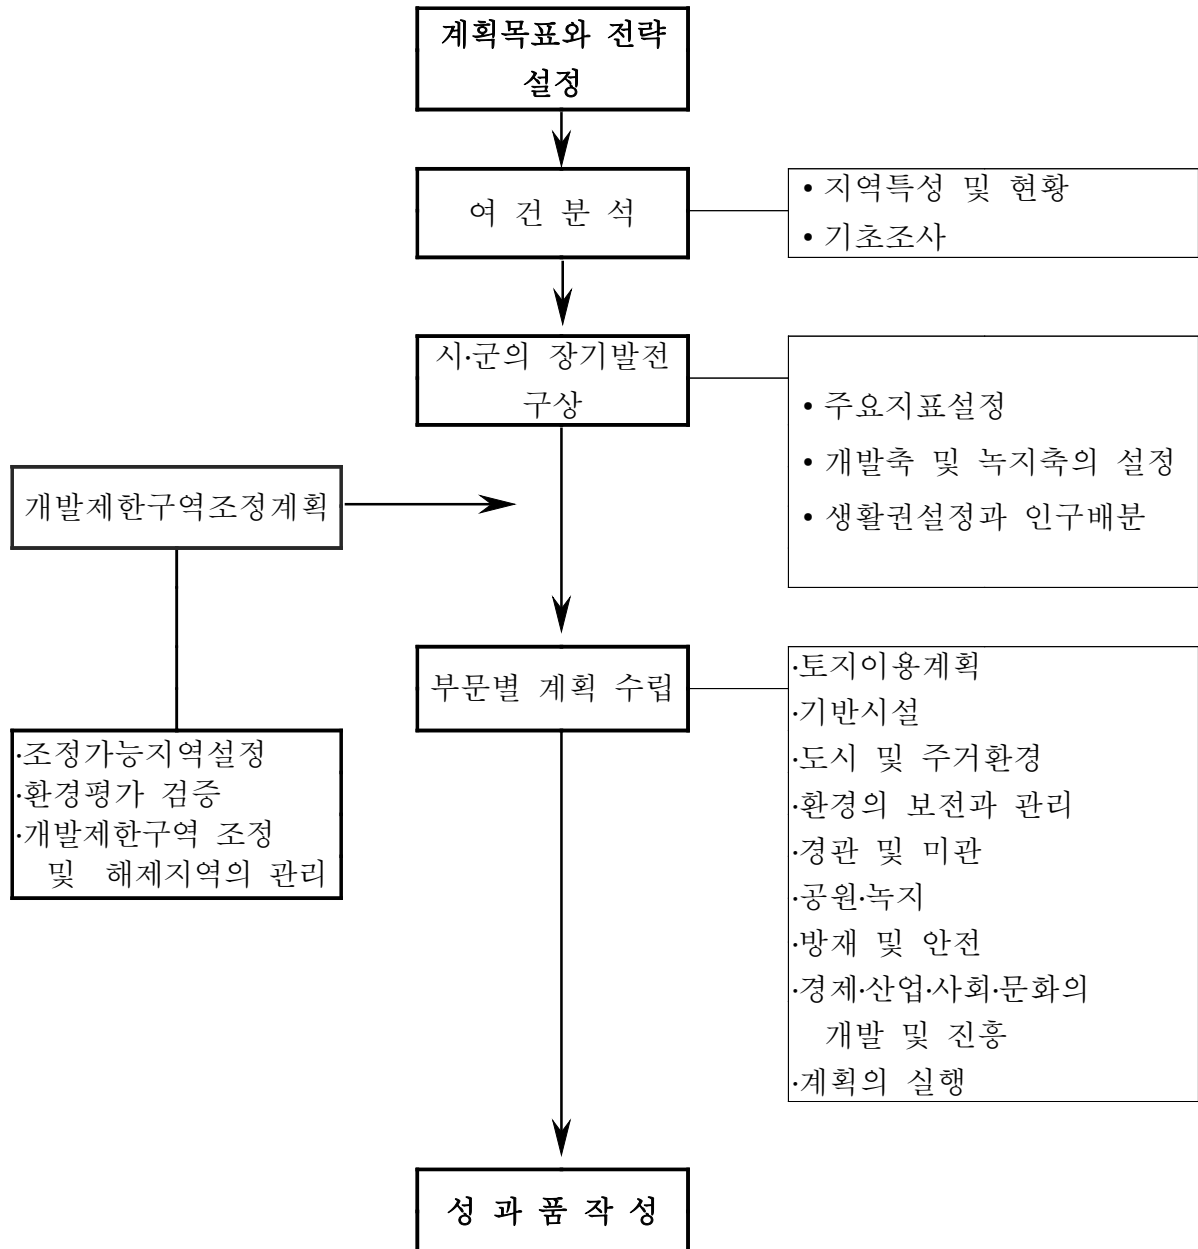 계획목표와 전략
설정
여 건 분 석
• 지역특성 및 현황
• 기초조사
시·군의 장기발전
구상
• 주요지표설정
• 개발축 및 녹지축의 설정
• 생활권설정과 인구배분
개발제한구역조정계획
부문별 계획 수립
·토지이용계획
·기반시설
·도시 및 주거환경
·환경의 보전과 관리
·경관 및 미관
·공원·녹지
·방재 및 안전
·경제·산업·사회·문화의
개발 및 진흥
·계획의 실행
·조정가능지역설정
·환경평가 검증
·개발제한구역 조정
및 해제지역의 관리
성 과 품 작 성